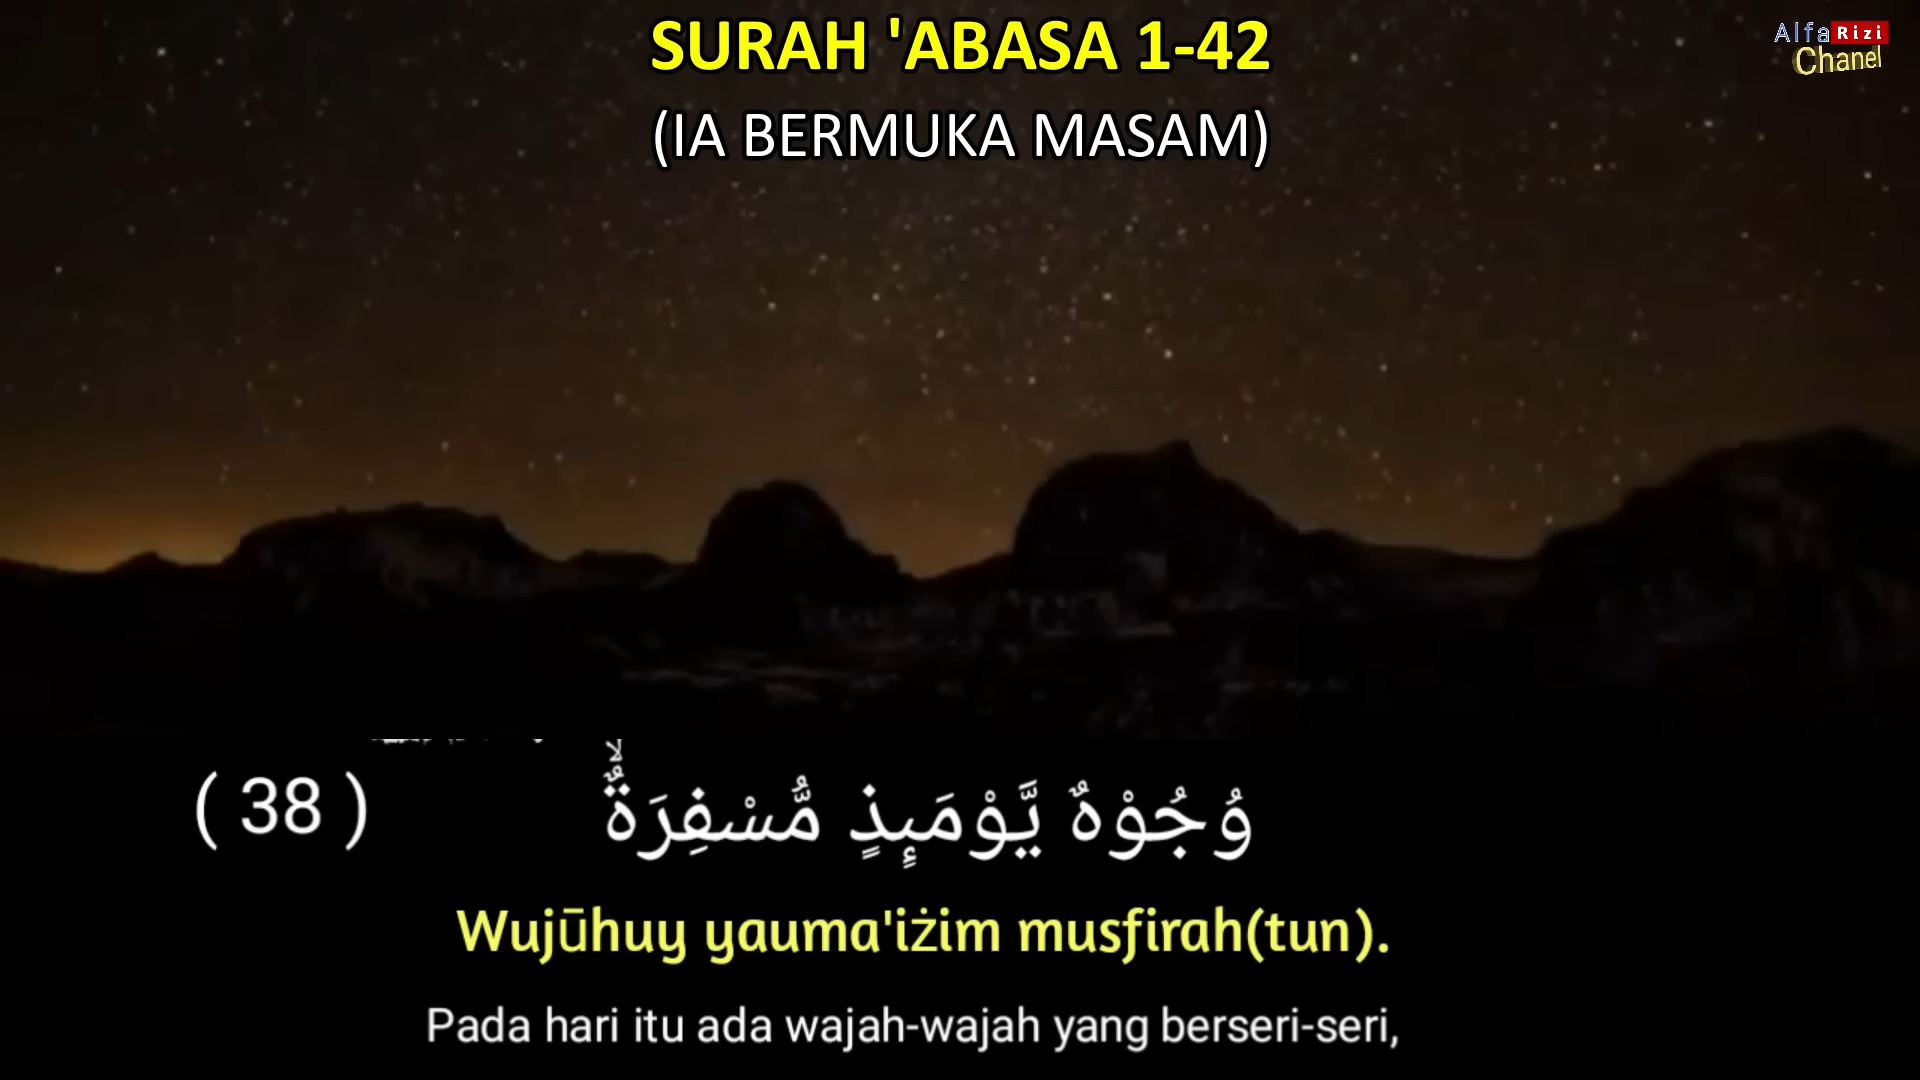 SURAH 'ABASA 1-42
(IA BERMUKA MASAM)
Alfa Rizi
Chanel
وُجُوْهٌ يَّوْمَىِٕذٍ مُّسْفِرَةٌۙ
( 38 )
Wujūhuy yauma'iżim musfirah(tun).
Pada hari itu ada wajah-wajah yang berseri-seri,